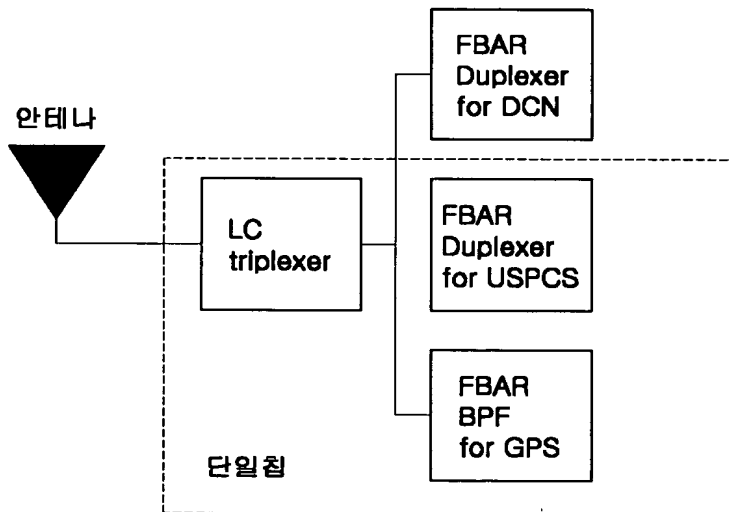 안테나
LC
triplexer
FBAR
Duplexer
for DCN
FBAR
Duplexer
for USPCS
FBAR
BPF
for GPS
단일칩